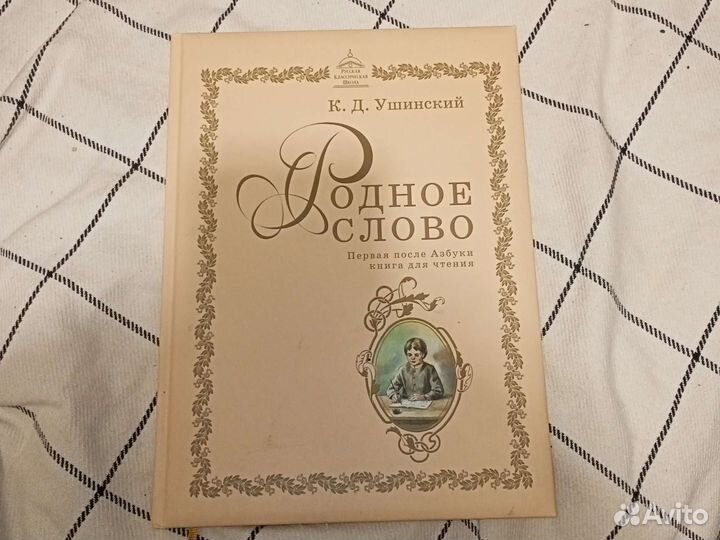 Русская
Классическая
Школа
К. Д. Ушинский
Родное
слово
Первая после Азбуки
книга для чтения
Avito